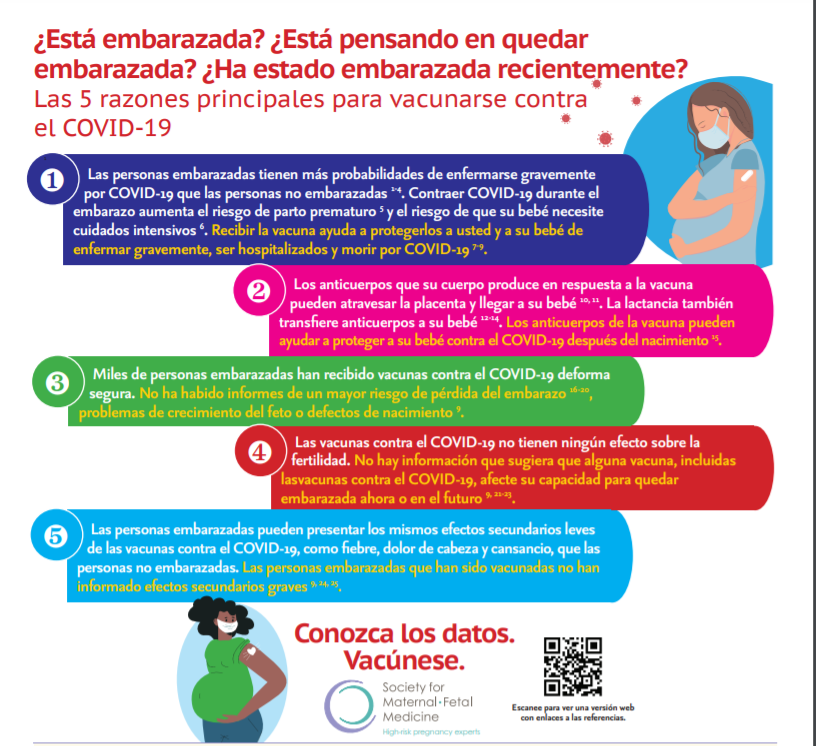 ¿Está embarazada? ¿Está pensando en quedar
embarazada? ¿Ha estado embarazada recientemente?
Las 5 razones principales para vacunarse contra
el COVID-19
1
Las personas embarazadas tienen más probabilidades de enfermarse gravemente
por COVID-19 que las personas no embarazadas ¹⁻⁴. Contraer COVID-19 durante el
embarazo aumenta el riesgo de parto prematuro ⁵ y el riesgo de que su bebé necesite
cuidados intensivos ⁶. Recibir la vacuna ayuda a protegerlos a usted y a su bebé de
enfermar gravemente, ser hospitalizados y morir por COVID-19 ⁷⁻⁹.
2
Los anticuerpos que su cuerpo produce en respuesta a la vacuna
pueden atravesar la placenta y llegar a su bebé ¹⁰, ¹¹. La lactancia también
transfiere anticuerpos a su bebé ¹²⁻¹⁴. Los anticuerpos de la vacuna pueden
ayudar a proteger a su bebé contra el COVID-19 después del nacimiento ¹⁵.
3
Miles de personas embarazadas han recibido vacunas contra el COVID-19 deforma
segura. No ha habido informes de un mayor riesgo de pérdida del embarazo ¹⁶⁻²⁰,
problemas de crecimiento del feto o defectos de nacimiento ⁹.
4
Las vacunas contra el COVID-19 no tienen ningún efecto sobre la
fertilidad. No hay información que sugiera que alguna vacuna, incluidas
lasvacunas contra el COVID-19, afecte su capacidad para quedar
embarazada ahora o en el futuro ⁹, ²¹⁻²³.
5
Las personas embarazadas pueden presentar los mismos efectos secundarios leves
de las vacunas contra el COVID-19, como fiebre, dolor de cabeza y cansancio, que las
personas no embarazadas. Las personas embarazadas que han sido vacunadas no han
informado efectos secundarios graves ⁹, ²⁴, ²⁵.
Conozca los datos.
Vacúnese.
Society for
Maternal·Fetal
Medicine
High-risk pregnancy experts
Escanee para ver una versión web
con enlaces a las referencias.